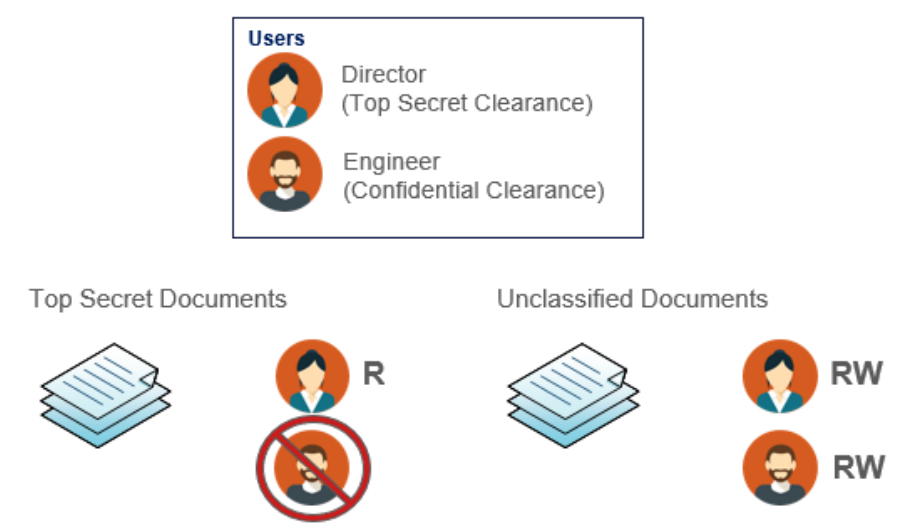 Users
Director
(Top Secret Clearance)
Engineer
(Confidential Clearance)
Top Secret Documents
Unclassified Documents
R
RW
RW